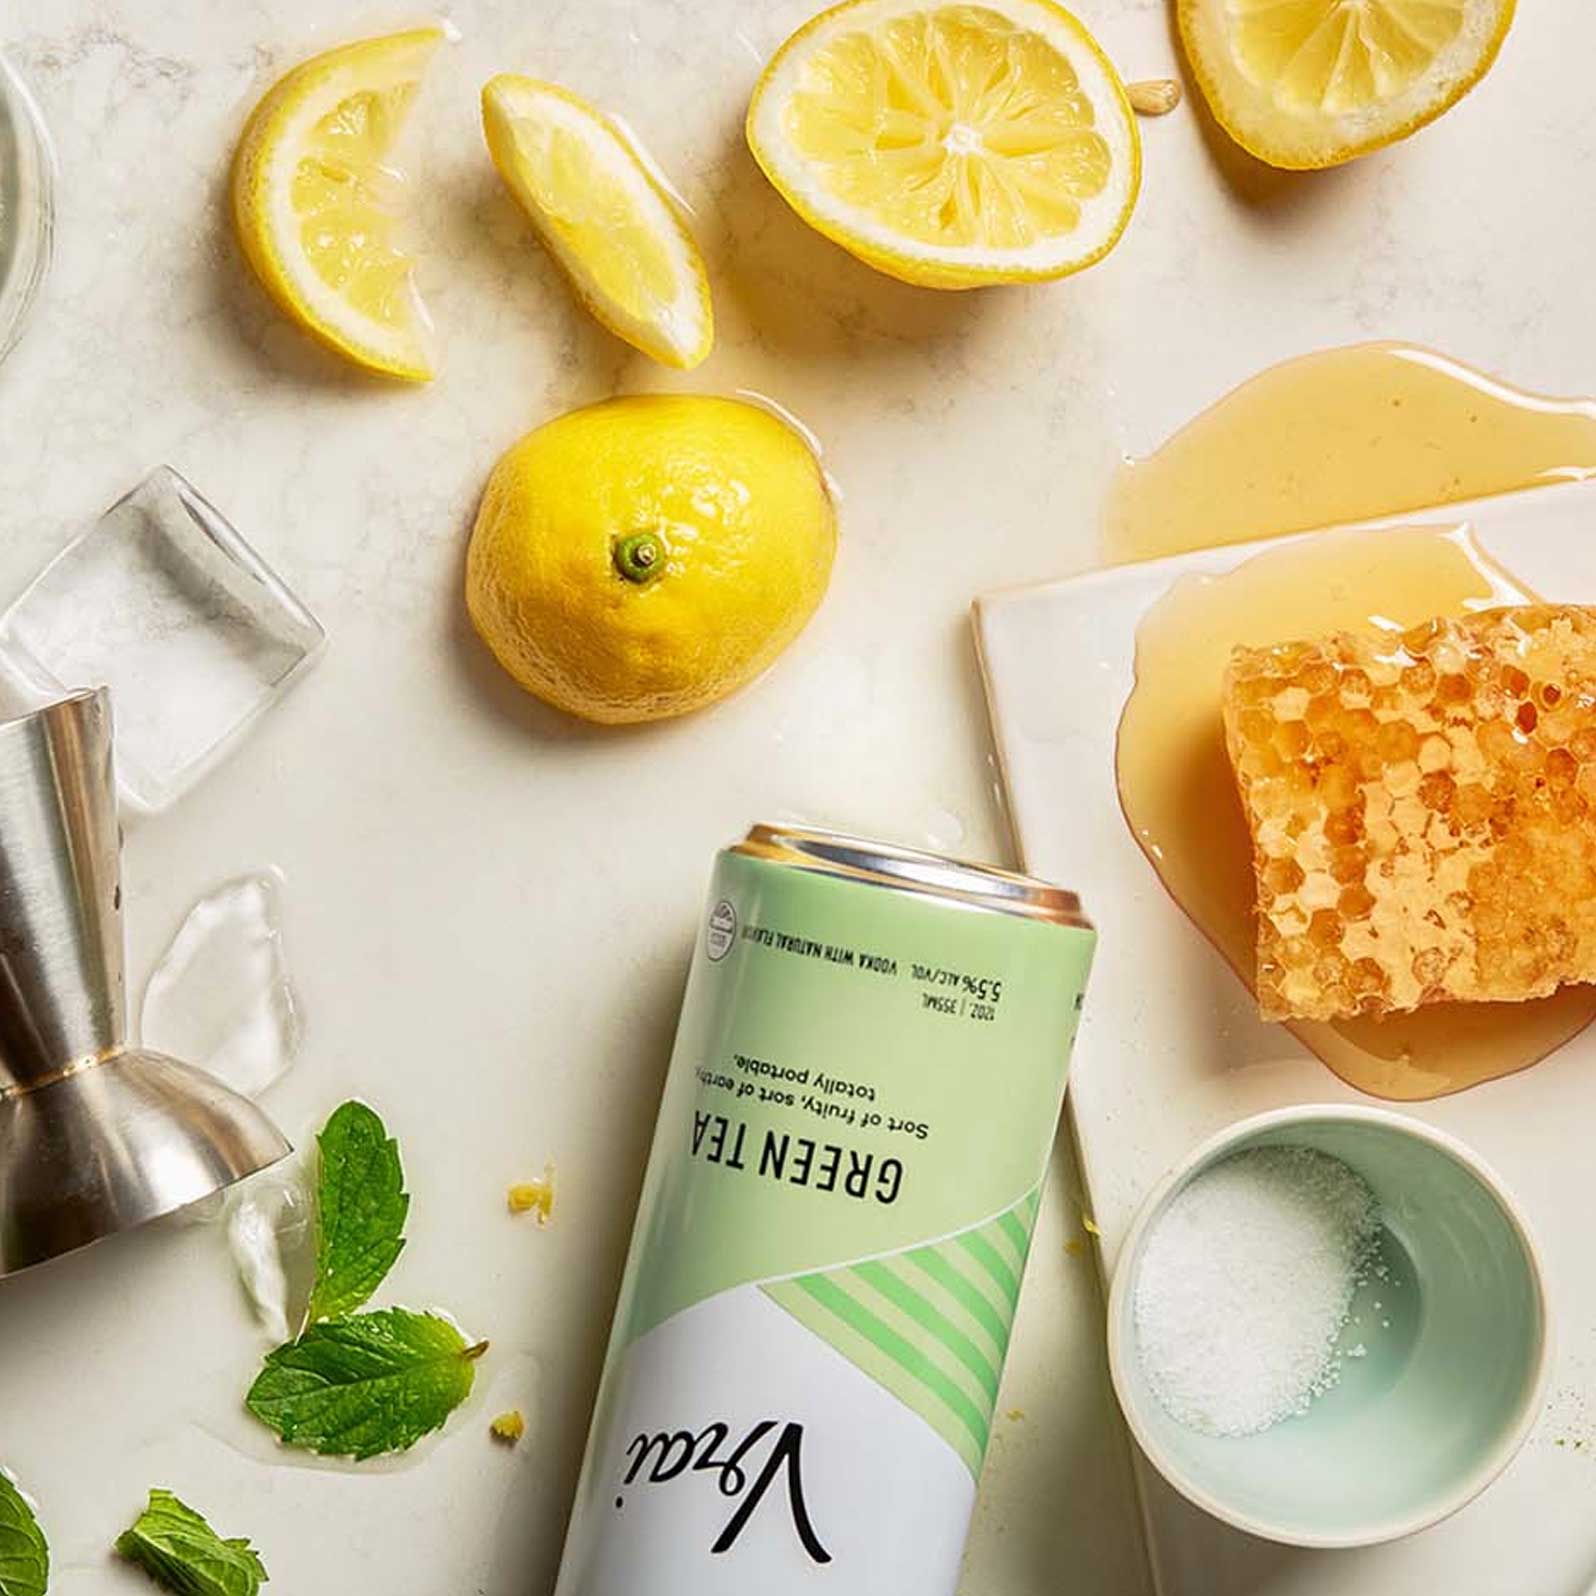 Vrai
GREEN TEA
Sort of fruity, sort of earthy,
totally portable.
12OZ. | 355ML
5.5% ALC/VOL VODKA WITH NATURAL